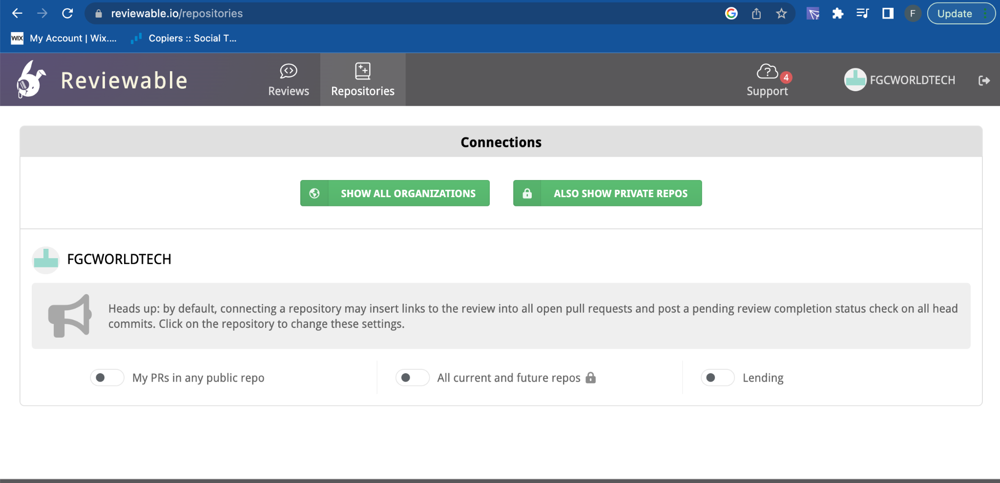 reviewable.io/repositories
F
Update
WIX
My Account | Wix....
Copiers :: Social T...
Reviewable
Reviews
Repositories
4
Support
FGCWORLDTECH
Connections
SHOW ALL ORGANIZATIONS
ALSO SHOW PRIVATE REPOS
FGCWORLDTECH
Heads up: by default, connecting a repository may insert links to the review into all open pull requests and post a pending review completion status check on all head
commits. Click on the repository to change these settings.
My PRs in any public repo
All current and future repos
Lending